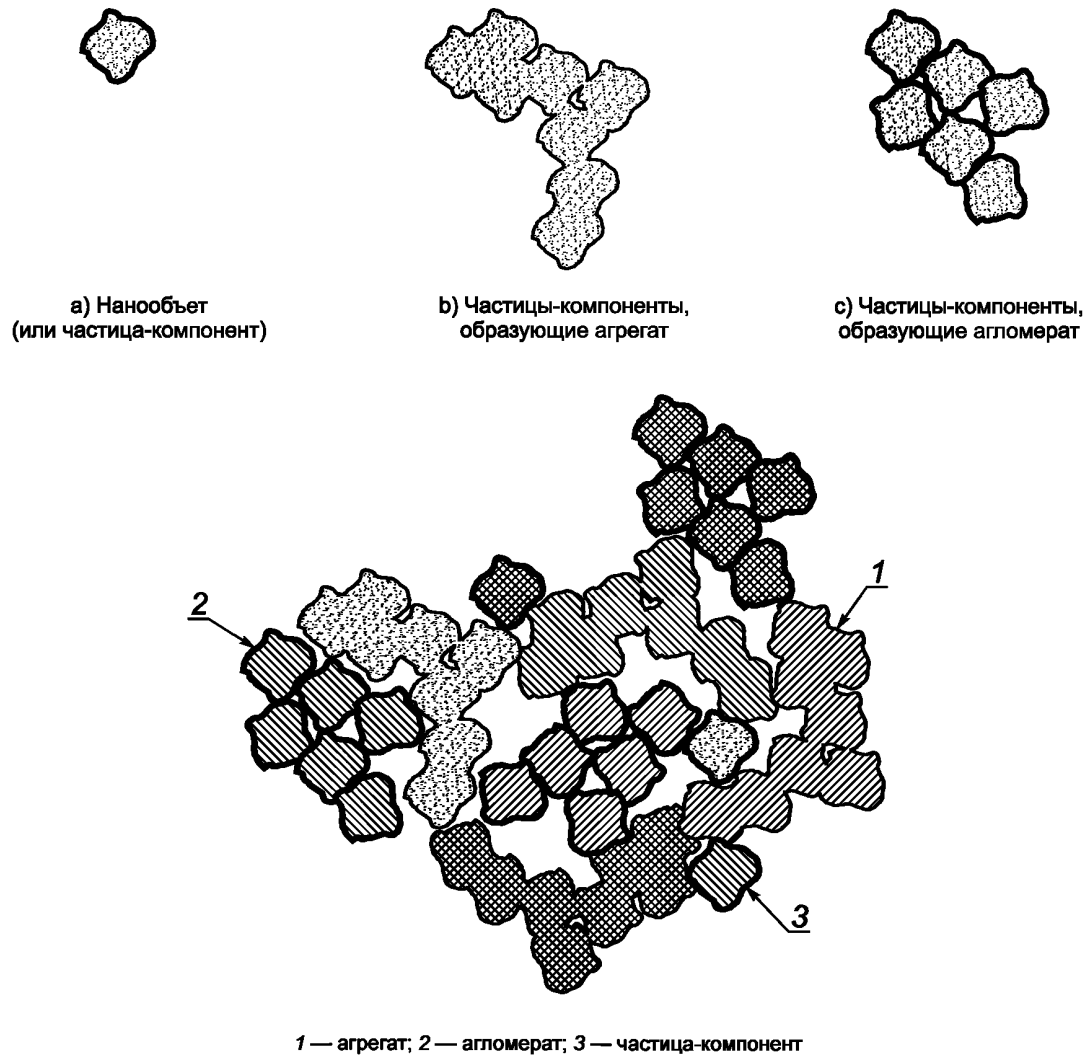 a) Нанообъет
(или частица-компонент)
b) Частицы-компоненты,
образующие агрегат
c) Частицы-компоненты,
образующие агломерат
1
2
3
1 — агрегат; 2 — агломерат; 3 — частица-компонент